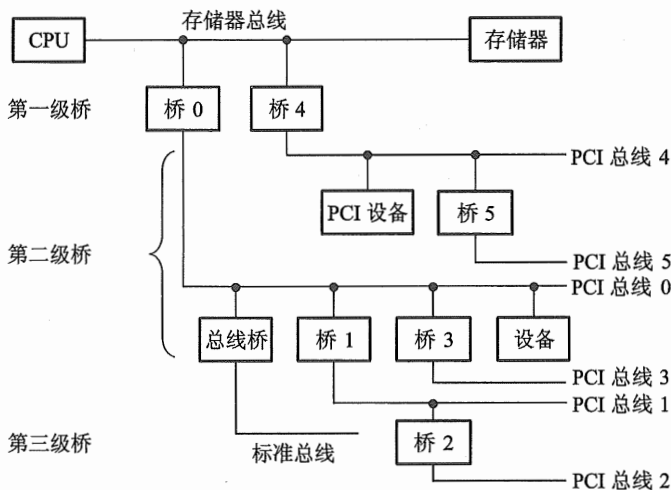 存储器总线
CPU
存储器
第一级桥
桥 0
桥 4
PCI 总线 4
PCI 设备
桥 5
第二级桥
PCI 总线 5
PCI 总线 0
总线桥
桥 1
桥 3
设备
PCI 总线 3
PCI 总线 1
第三级桥
标准总线
桥 2
PCI 总线 2